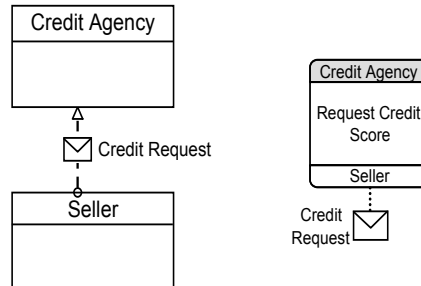 Credit Agency
Credit Request
Seller
Credit Agency
Request Credit
Score
Seller
Credit
Request